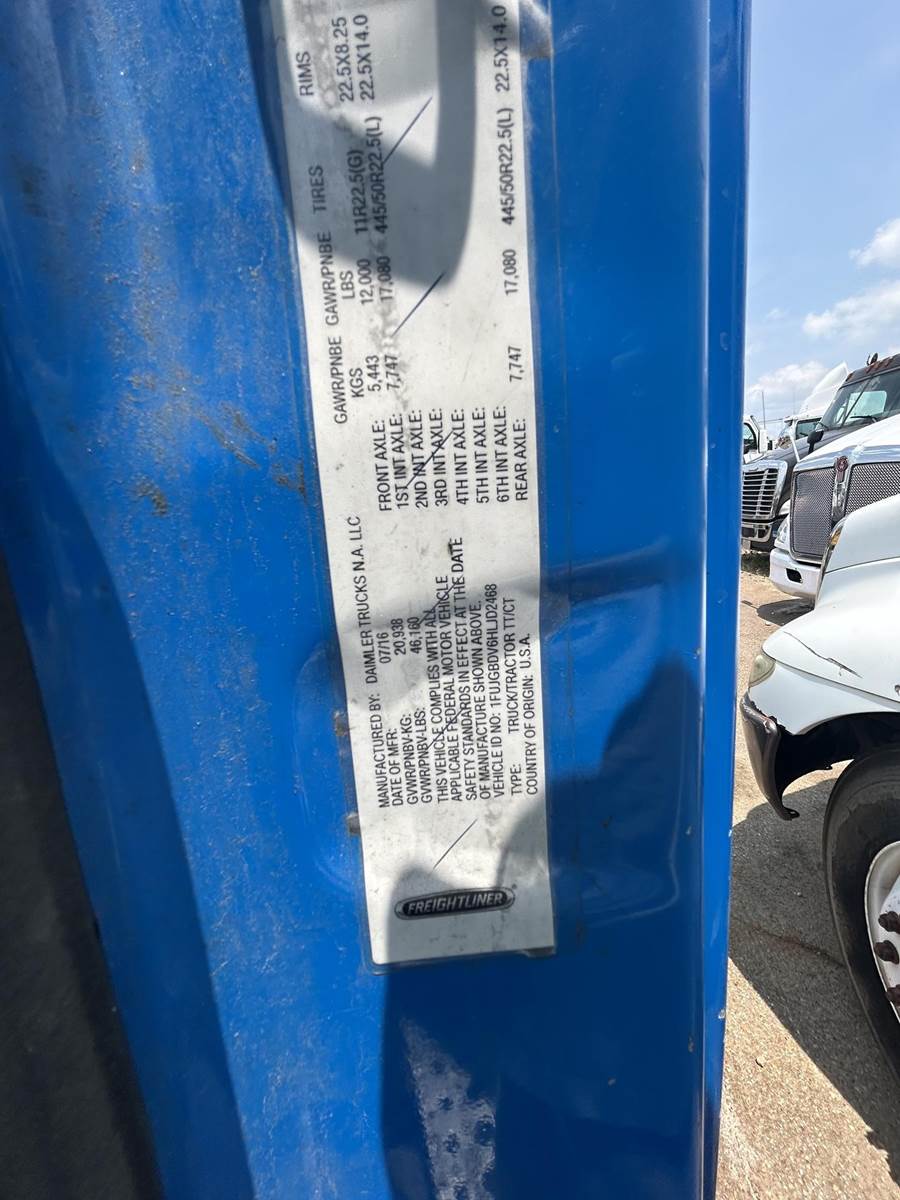 FREIGHTLINER
MANUFACTURED BY: DAIMLER TRUCKS N.A. LLC
DATE OF MFR: 07/16
GVWR/PNBV-KG: 20,938
GVWR/PNBV-LBS: 46,160
THIS VEHICLE COMPLIES WITH ALL
APPLICABLE FEDERAL MOTOR VEHICLE
SAFETY STANDARDS IN EFFECT AT THE DATE
OF MANUFACTURE SHOWN ABOVE.
VEHICLE ID NO: 1FUJGBDV6HLJD2468
TYPE: TRUCK/TRACTOR TT/CT
COUNTRY OF ORIGIN: U.S.A.
GAWR/PNBE GAWR/PNBE TIRES RIMS
KGS LBS
FRONT AXLE: 5,443 12,000 11R22.5(G) 22.5X8.25
1ST INT AXLE: 7,747 17,080 445/50R22.5(L) 22.5X14.0
2ND INT AXLE:
3RD INT AXLE:
4TH INT AXLE:
5TH INT AXLE:
6TH INT AXLE:
REAR AXLE: 7,747 17,080 445/50R22.5(L) 22.5X14.0